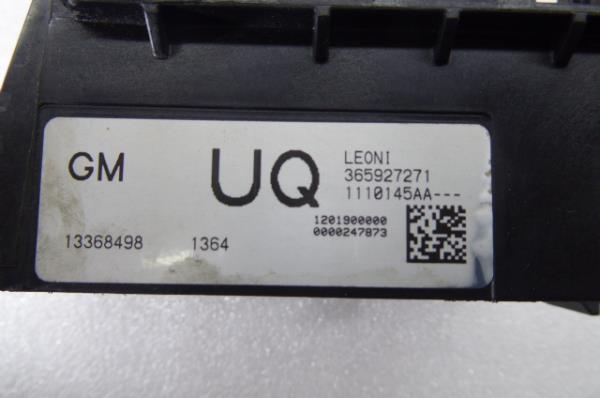 GM
UQ
LEONI
365927271
1110145AA---
1201900000
0000247873
13368498 1364